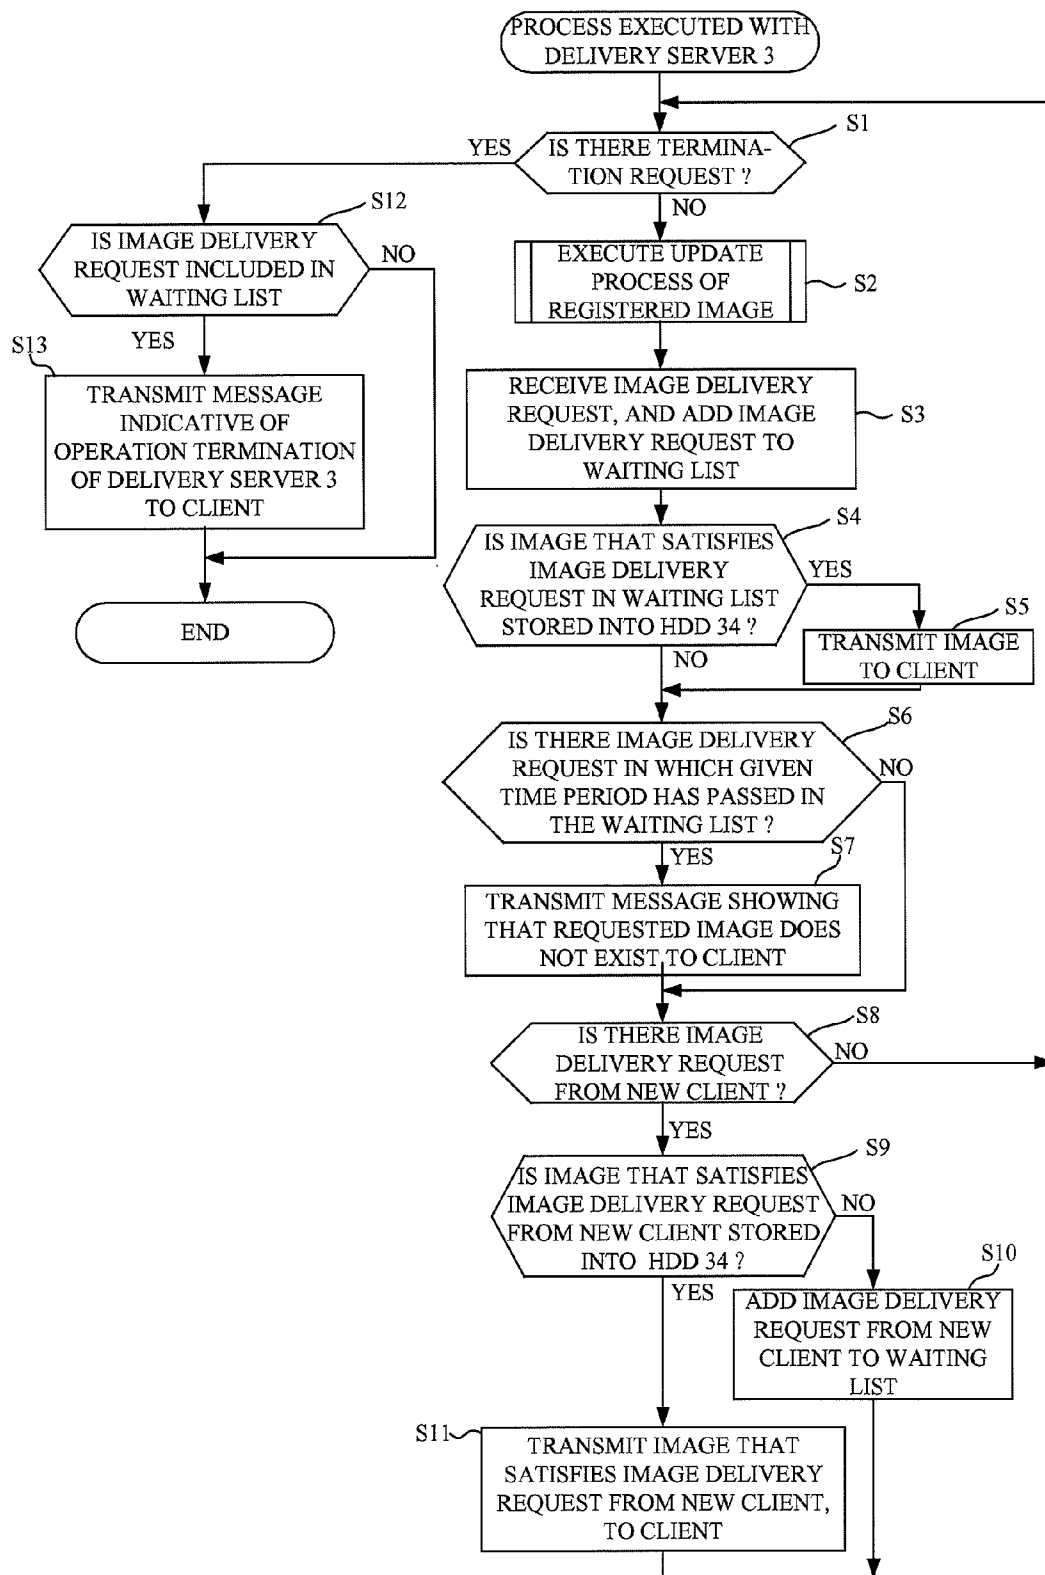 PROCESS EXECUTED WITH
DELIVERY SERVER 3
S1
IS THERE TERMINA-
TION REQUEST ?
YES
NO
S12
IS IMAGE DELIVERY
REQUEST INCLUDED IN
WAITING LIST
NO
YES
S2
EXECUTE UPDATE
PROCESS OF
REGISTERED IMAGE
S13
TRANSMIT MESSAGE
INDICATIVE OF
OPERATION TERMINATION
OF DELIVERY SERVER 3
TO CLIENT
END
S3
RECEIVE IMAGE DELIVERY
REQUEST, AND ADD IMAGE
DELIVERY REQUEST TO
WAITING LIST
S4
IS IMAGE THAT SATISFIES
IMAGE DELIVERY
REQUEST IN WAITING LIST
STORED INTO HDD 34 ?
YES
NO
S5
TRANSMIT IMAGE
TO CLIENT
S6
IS THERE IMAGE DELIVERY
REQUEST IN WHICH GIVEN
TIME PERIOD HAS PASSED IN
THE WAITING LIST ?
NO
YES
S7
TRANSMIT MESSAGE SHOWING
THAT REQUESTED IMAGE DOES
NOT EXIST TO CLIENT
S8
IS THERE IMAGE
DELIVERY REQUEST
FROM NEW CLIENT ?
NO
YES
S9
IS IMAGE THAT SATISFIES
IMAGE DELIVERY REQUEST
FROM NEW CLIENT STORED
INTO HDD 34 ?
NO
YES
S10
ADD IMAGE DELIVERY
REQUEST FROM NEW
CLIENT TO WAITING
LIST
S11
TRANSMIT IMAGE THAT
SATISFIES IMAGE DELIVERY
REQUEST FROM NEW CLIENT,
TO CLIENT